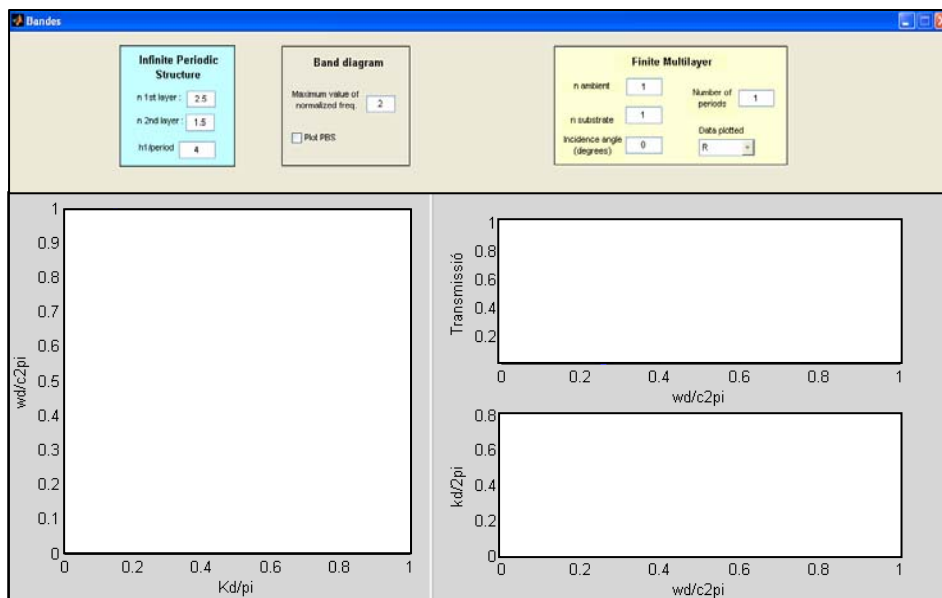 Bandes
Infinite Periodic
Structure
n 1st layer : 2.5
n 2nd layer : 1.5
h1/period 4
Band diagram
Maximum value of
normalized freq. 2
Plot PBS
Finite Multilayer
n ambient 1
n substrate 1
Incidence angle
(degrees) 0
Number of
periods 1
Data plotted
R
wd/c2pi
1
0.9
0.8
0.7
0.6
0.5
0.4
0.3
0.2
0.1
0
0 0.2 0.4 0.6 0.8 1
Kd/pi
Transmissió
1
0.8
0.6
0.4
0.2
0 0.2 0.4 0.6 0.8 1
wd/c2pi
kd/2pi
0.8
0.6
0.4
0.2
0
0 0.2 0.4 0.6 0.8 1
wd/c2pi